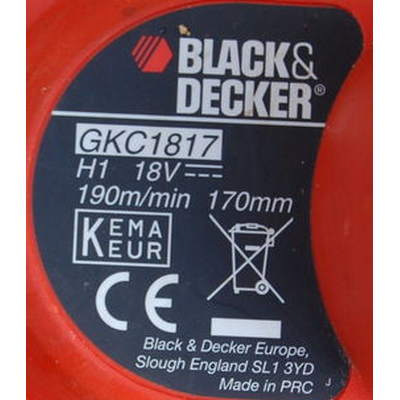 BLACK&
DECKER®
GKC1817
H1 18V
190m/min 170mm
KEMA
KEUR
CE
Black & Decker Europe,
Slough England SL1 3YD
Made in PRC J